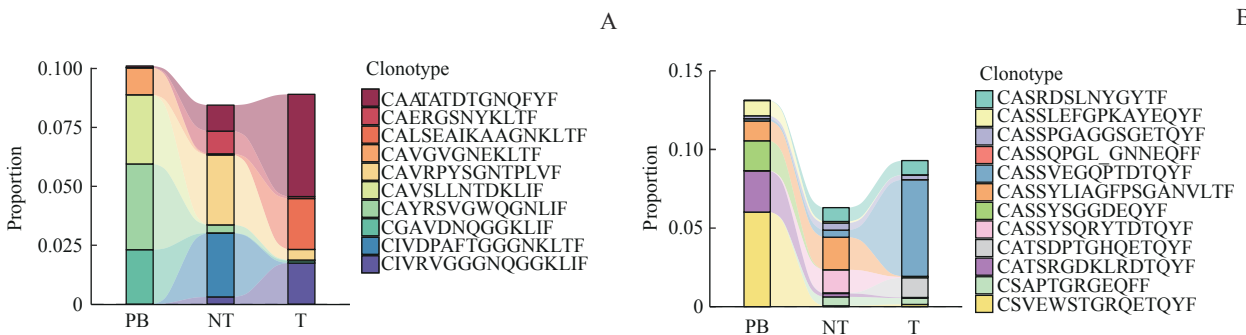 A
B
Clonotype
CAATATDTGNQFYF
CAERGSNYKLTF
CALSEAIKAAGNKLTF
CAVGVGNEKLTF
CAVRPYSGNTPLVF
CAVSLLNTDKLIF
CAYRSVGWQGNLIF
CGAVDNQGGKLIF
CIVDPAFTGGGNKLTF
CIVRVGGGNQGGKLIF
Proportion
0.100
0.075
0.050
0.025
0
PB NT T
Clonotype
CASRDSLNYGYTF
CASSLEFGPKAYEQYF
CASSPGAGGSGETQYF
CASSQPGL_GNNEQFF
CASSVEGQPTDTQYF
CASSYLIAGFPSGANVLTF
CASSYSGGDEQYF
CASSYSQRYTDTQYF
CATSDPTGHQETQYF
CATSRGDKLRDTQYF
CSAPTGRGEQFF
CSVEWSTGRQETQYF
Proportion
0.15
0.10
0.05
0
PB NT T